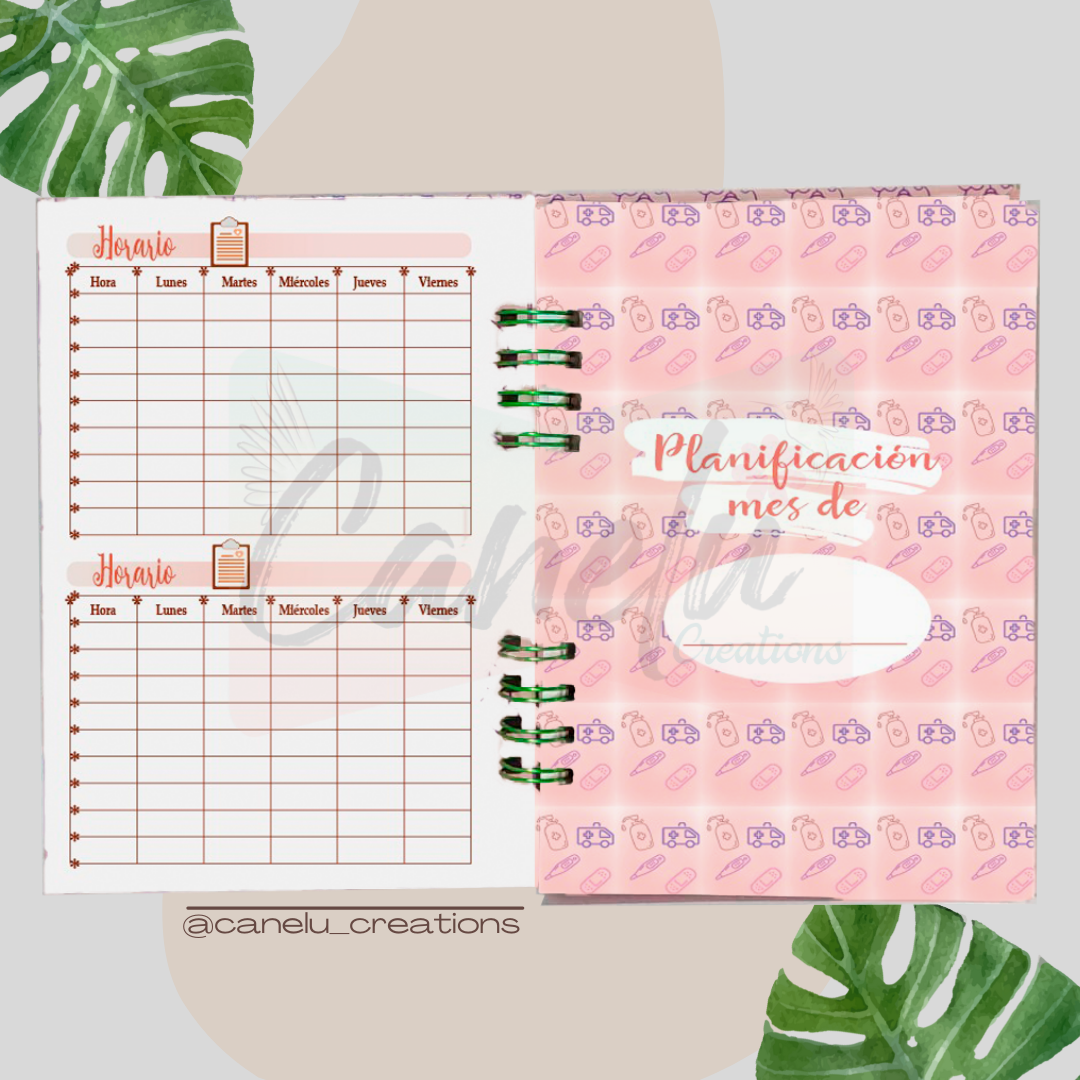 Horario
Hora Lunes Martes Miércoles Jueves Viernes
Horario
Hora Lunes Martes Miércoles Jueves Viernes
Planificación
mes de
Canelu
Creations
@canelu_creations